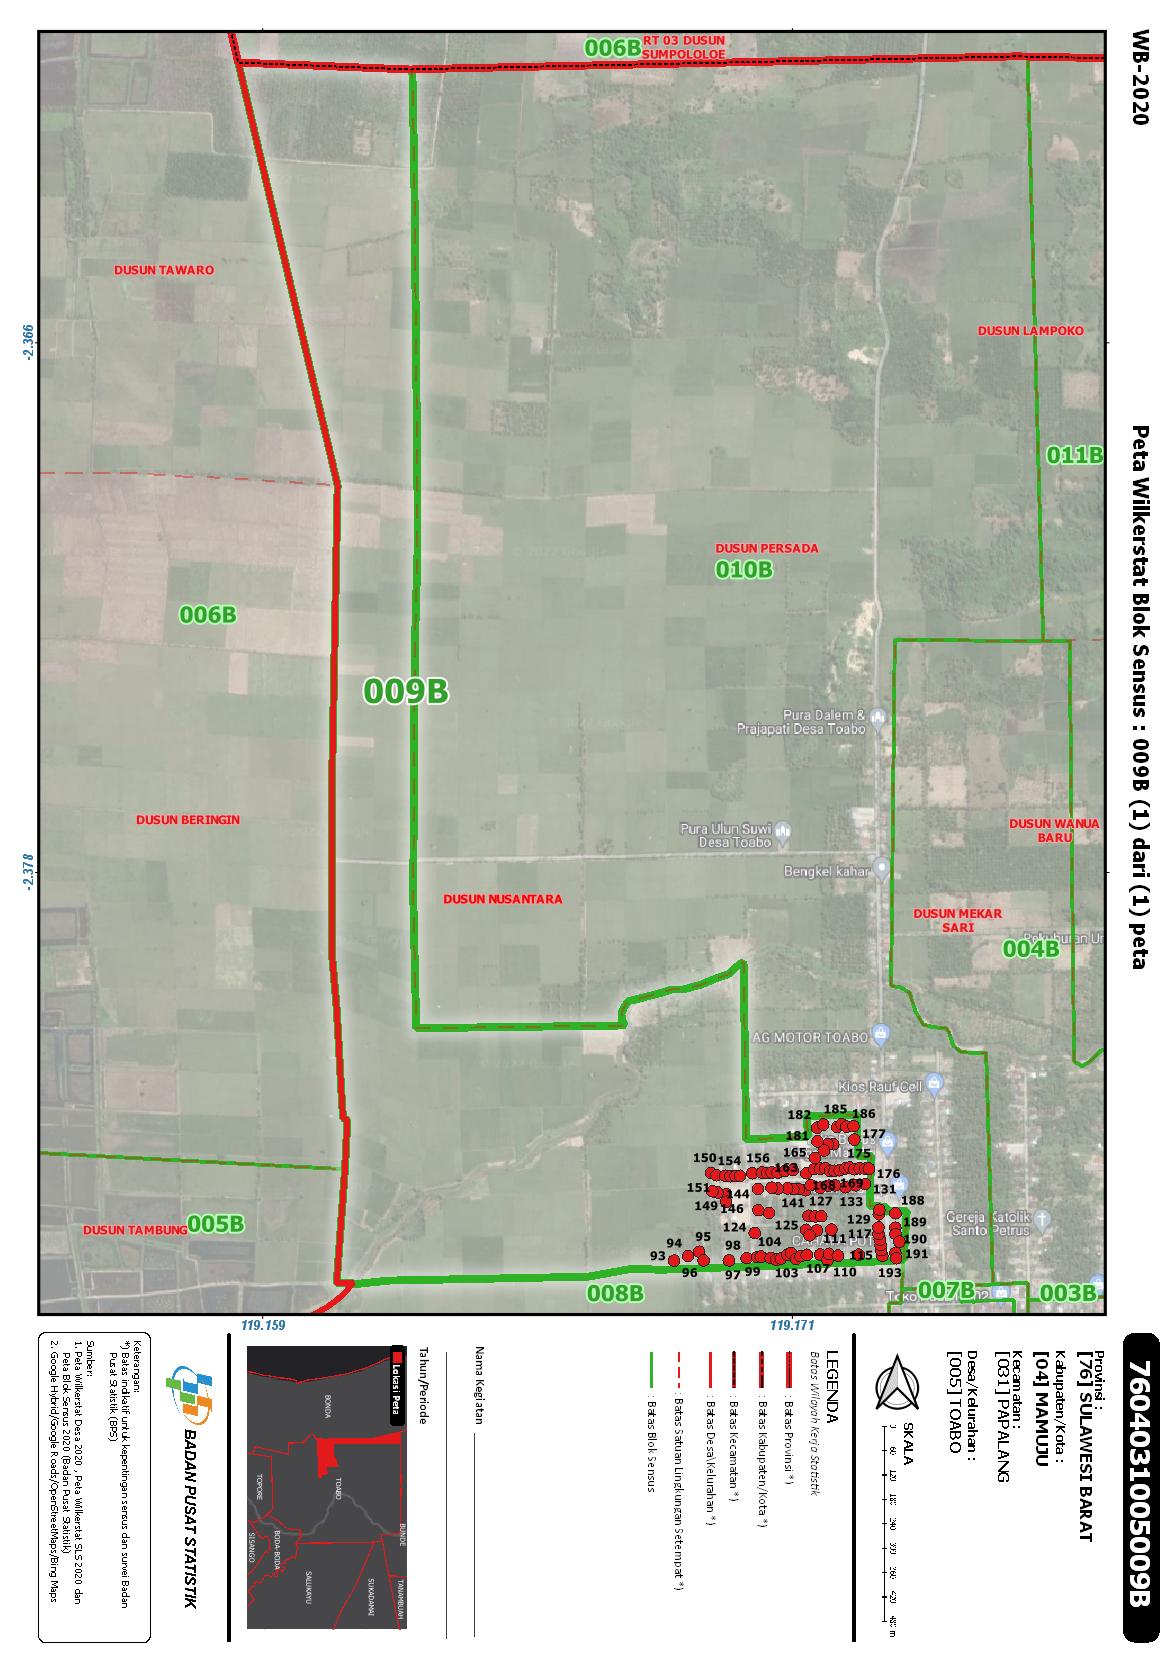 WB-2020
Peta Wilkerstat Blok Sensus : 009B (1) dari (1) peta
7604031005009B
006B
RT 03 DUSUN
SUMPOLOLOE
DUSUN TAWARO
DUSUN LAMPOKO
-2.366
011B
DUSUN PERSADA
010B
006B
009B
Pura Dalem &
Prajapati Desa Toabo
DUSUN BERINGIN
Pura Ulun Suwi
Desa Toabo
DUSUN WANUA
BARU
-2.378
Bengkel kahar
DUSUN NUSANTARA
DUSUN MEKAR
SARI
004B
AG MOTOR TOABO
Kios Rauf Cell
182
185
186
181
177
165
175
150
154
156
163
176
151
144
168
169
131
149
146
141
127
133
188
129
189
DUSUN TAMBUNG
005B
124
125
117
190
Gereja Katolik
Santo Petrus
94
95
104
111
93
98
115
191
96
97
99
103
107
110
193
008B
007B
003B
119.159
119.171
Provinsi :
[76] SULAWESI BARAT
Kabupaten/Kota :
[04] MAMUJU
Kecamatan :
[031] PAPALANG
Desa/Kelurahan :
[005] TOABO
SKALA
0
60
120
180
240
300
360
420
480 m
LEGENDA
Batas Wilayah Kerja Statistik
: Batas Provinsi *)
: Batas Kabupaten/Kota *)
: Batas Kecamatan *)
: Batas Desa\Kelurahan *)
: Batas Satuan Lingkungan Setempat *)
: Batas Blok Sensus
Nama Kegiatan
Tahun/Periode
Lokasi Peta
BONDA
TOPORE
TOABO
BUNDE
SISANGO
BODA-BODA
SALUKAYU
SUKADAMAI
TANAMBUAH
BADAN PUSAT STATISTIK
Keterangan:
*) Batas indikatif untuk kepentingan sensus dan survei Badan
Pusat Statistik (BPS)
Sumber:
1. Peta Wilkerstat Desa 2020 , Peta Wilkerstat SLS 2020 dan
Peta Blok Sensus 2020 (Badan Pusat Statistik)
2. Google Hybrid/Google Roads/OpenStreetMaps/Bing Maps